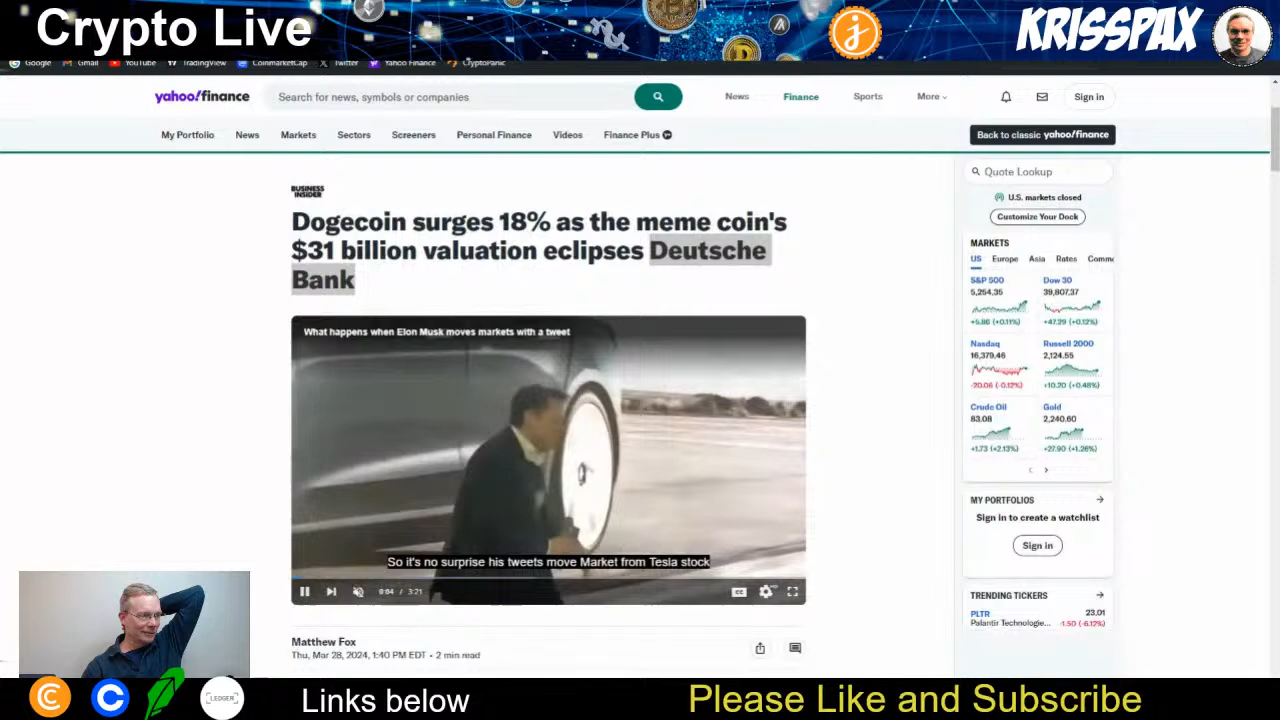 Crypto Live
KRISSPAX
Google Gmail YouTube TradingView CoinmarketCap Twitter Yahoo Finance CryptoPanic
yahoo!finance
Search for news, symbols or companies
News Finance Sports More
Sign in
My Portfolio News Markets Sectors Screeners Personal Finance Videos Finance Plus
Back to classic yahoo!finance
BUSINESS
INSIDER
Dogecoin surges 18% as the meme coin's
$31 billion valuation eclipses Deutsche
Bank
What happens when Elon Musk moves markets with a tweet
So it's no surprise his tweets move Market from Tesla stock
0:04 / 3:21
CC
HD
Matthew Fox
Thu, Mar 28, 2024, 1:40 PM EDT • 2 min read
Quote Lookup
U.S. markets closed
Customize Your Dock
MARKETS
US Europe Asia Rates Comm
S&P 500 Dow 30
5,254.35 39,807.37
+5.86 (+0.11%) +47.29 (+0.12%)
Nasdaq Russell 2000
16,379.46 2,124.55
-20.06 (-0.12%) +10.20 (+0.48%)
Crude Oil Gold
83.08 2,240.60
+1.73 (+2.13%) +27.90 (+1.26%)
MY PORTFOLIOS
Sign in to create a watchlist
Sign in
TRENDING TICKERS
PLTR 23.01
Palantir Technologie... -1.50 (-6.12%)
LEDGER
Links below
Please Like and Subscribe